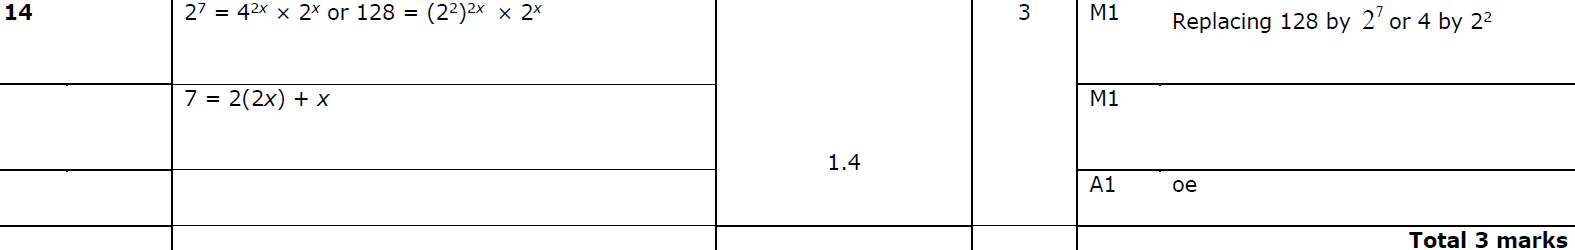 14 2⁷ = 4²ˣ × 2ˣ or 128 = (2²)²ˣ × 2ˣ 3 M1 Replacing 128 by 2⁷ or 4 by 2²
7 = 2(2x) + x M1
1.4
A1 oe
Total 3 marks